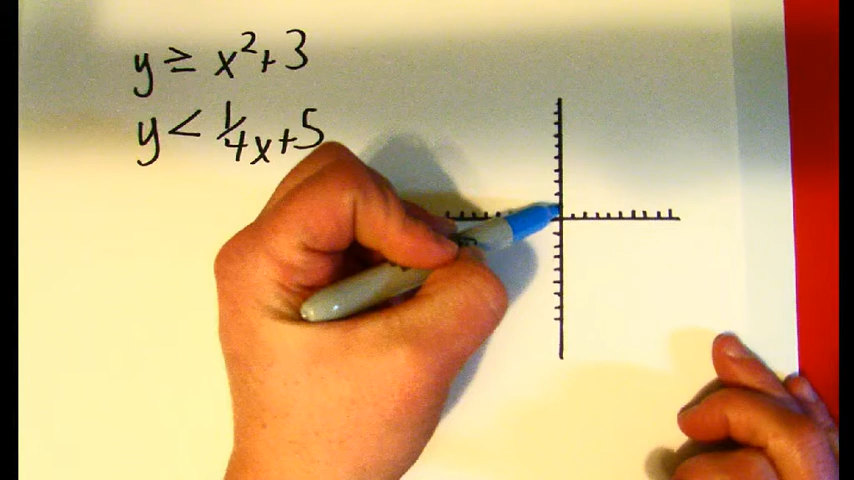 y ≥ x²+3
y < 1/4x+5